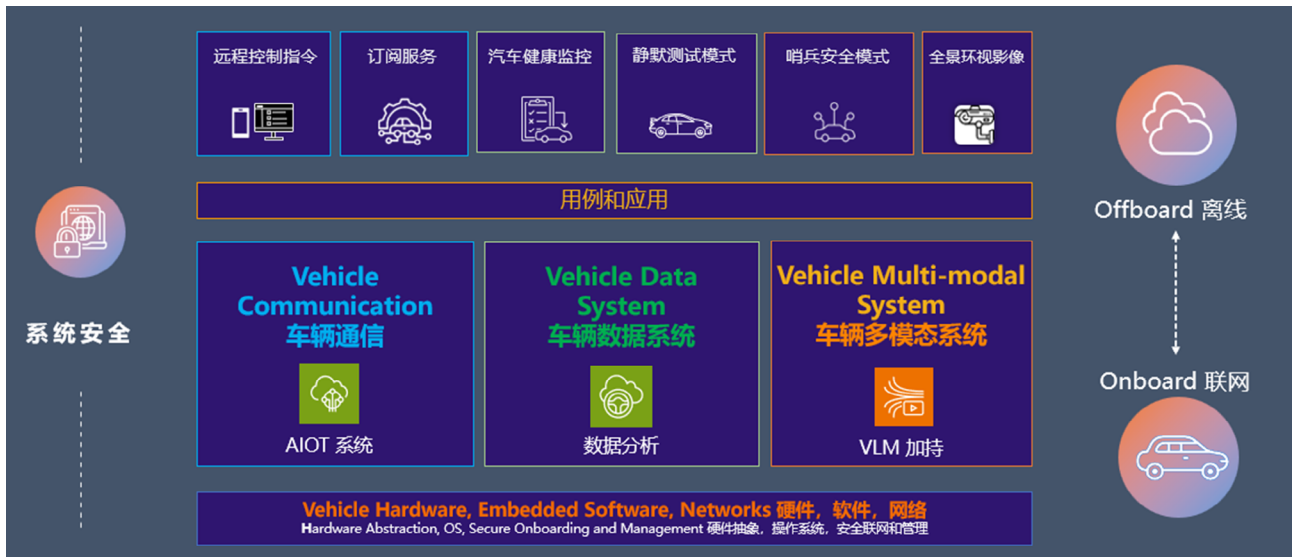 远程控制指令
订阅服务
汽车健康监控
静默测试模式
哨兵安全模式
全景环视影像
用例和应用
系统安全
Vehicle
Communication
车辆通信
AIOT 系统
Vehicle Data
System
车辆数据系统
数据分析
Vehicle Multi-modal
System
车辆多模态系统
VLM 加持
Offboard 离线
Onboard 联网
Vehicle Hardware, Embedded Software, Networks 硬件，软件，网络
Hardware Abstraction, OS, Secure Onboarding and Management 硬件抽象，操作系统，安全联网和管理